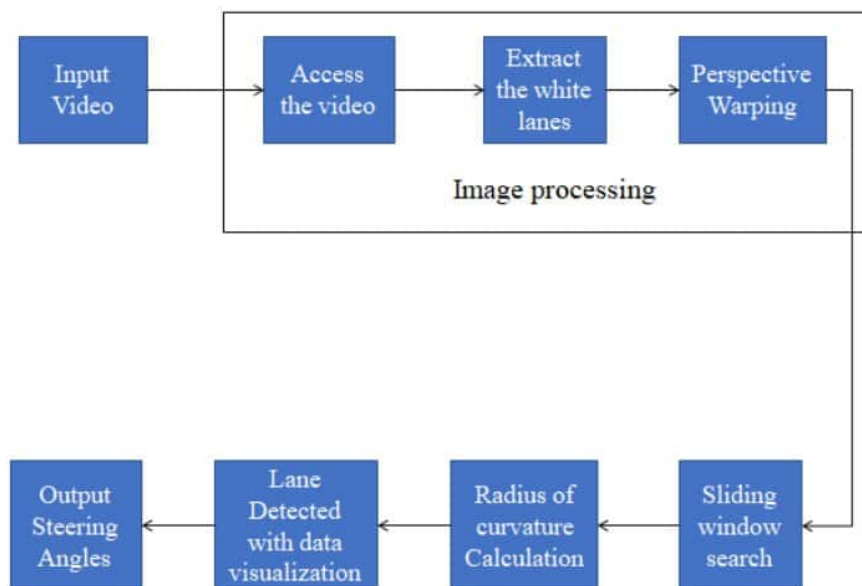 Input
Video
Access
the video
Extract
the white
lanes
Perspective
Warping
Image processing
Output
Steering
Angles
Lane
Detected
with data
visualization
Radius of
curvature
Calculation
Sliding
window
search